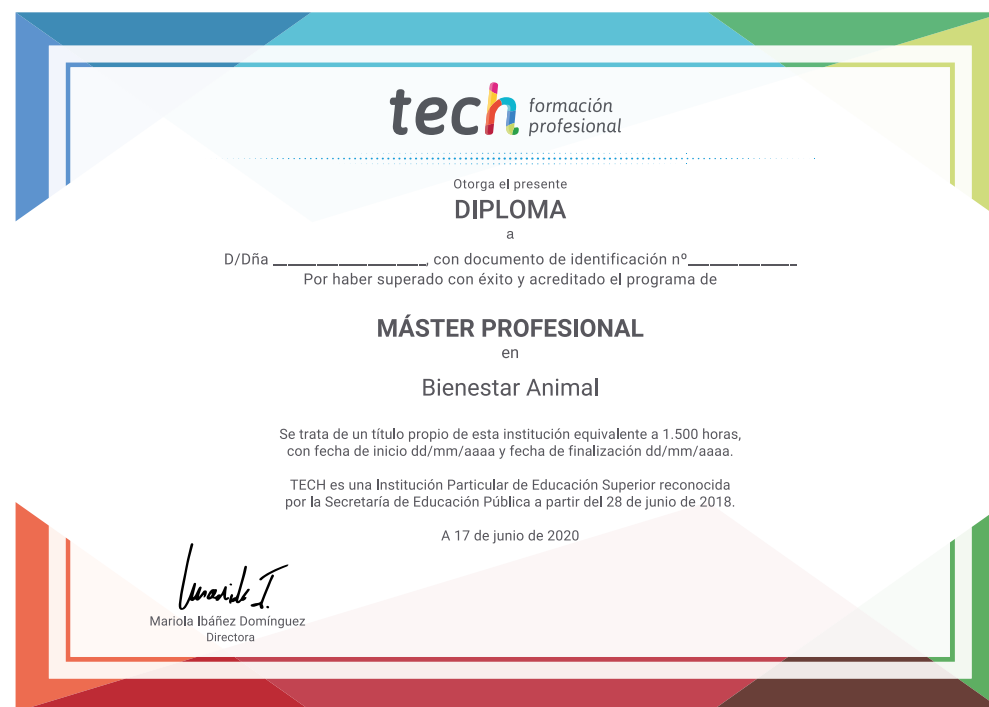 tech formación
profesional
Otorga el presente
DIPLOMA
a
D/Dña ____________________, con documento de identificación nº______________
Por haber superado con éxito y acreditado el programa de
MÁSTER PROFESIONAL
en
Bienestar Animal
Se trata de un título propio de esta institución equivalente a 1.500 horas,
con fecha de inicio dd/mm/aaaa y fecha de finalización dd/mm/aaaa.
TECH es una Institución Particular de Educación Superior reconocida
por la Secretaría de Educación Pública a partir del 28 de junio de 2018.
A 17 de junio de 2020
Mariola Ibáñez Domínguez
Directora